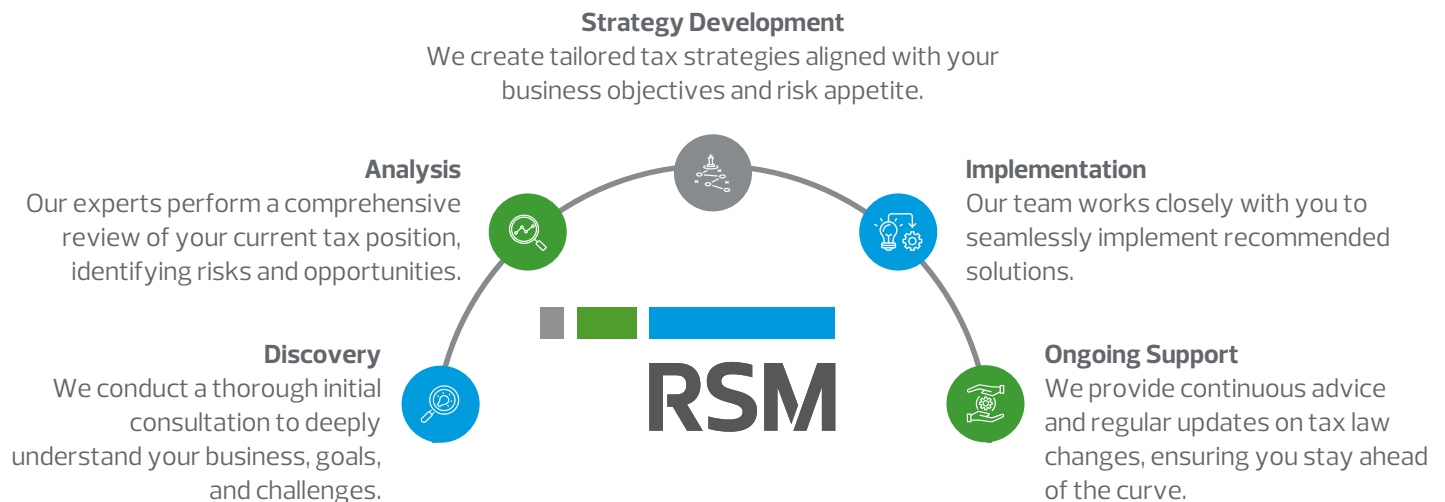 Strategy Development
We create tailored tax strategies aligned with your
business objectives and risk appetite.
Analysis
Our experts perform a comprehensive
review of your current tax position,
identifying risks and opportunities.
Implementation
Our team works closely with you to
seamlessly implement recommended
solutions.
Discovery
We conduct a thorough initial
consultation to deeply
understand your business, goals,
and challenges.
RSM
Ongoing Support
We provide continuous advice
and regular updates on tax law
changes, ensuring you stay ahead
of the curve.